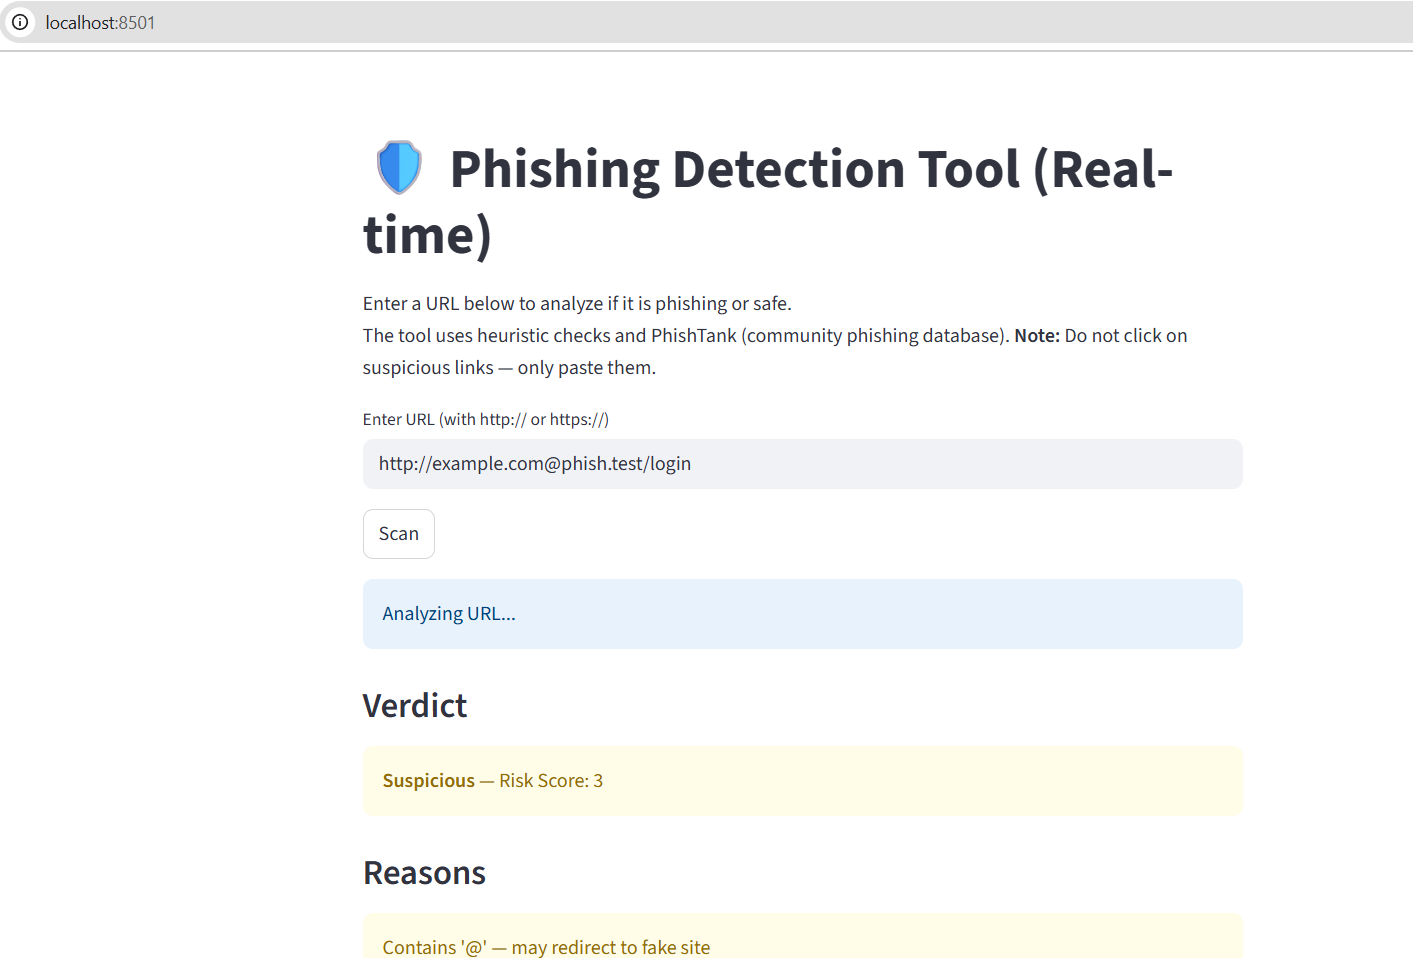 localhost:8501
Phishing Detection Tool (Real-
time)
Enter a URL below to analyze if it is phishing or safe.
The tool uses heuristic checks and PhishTank (community phishing database). Note: Do not click on
suspicious links — only paste them.
Enter URL (with http:// or https://)
http://example.com@phish.test/login
Scan
Analyzing URL...
Verdict
Suspicious — Risk Score: 3
Reasons
Contains '@' — may redirect to fake site